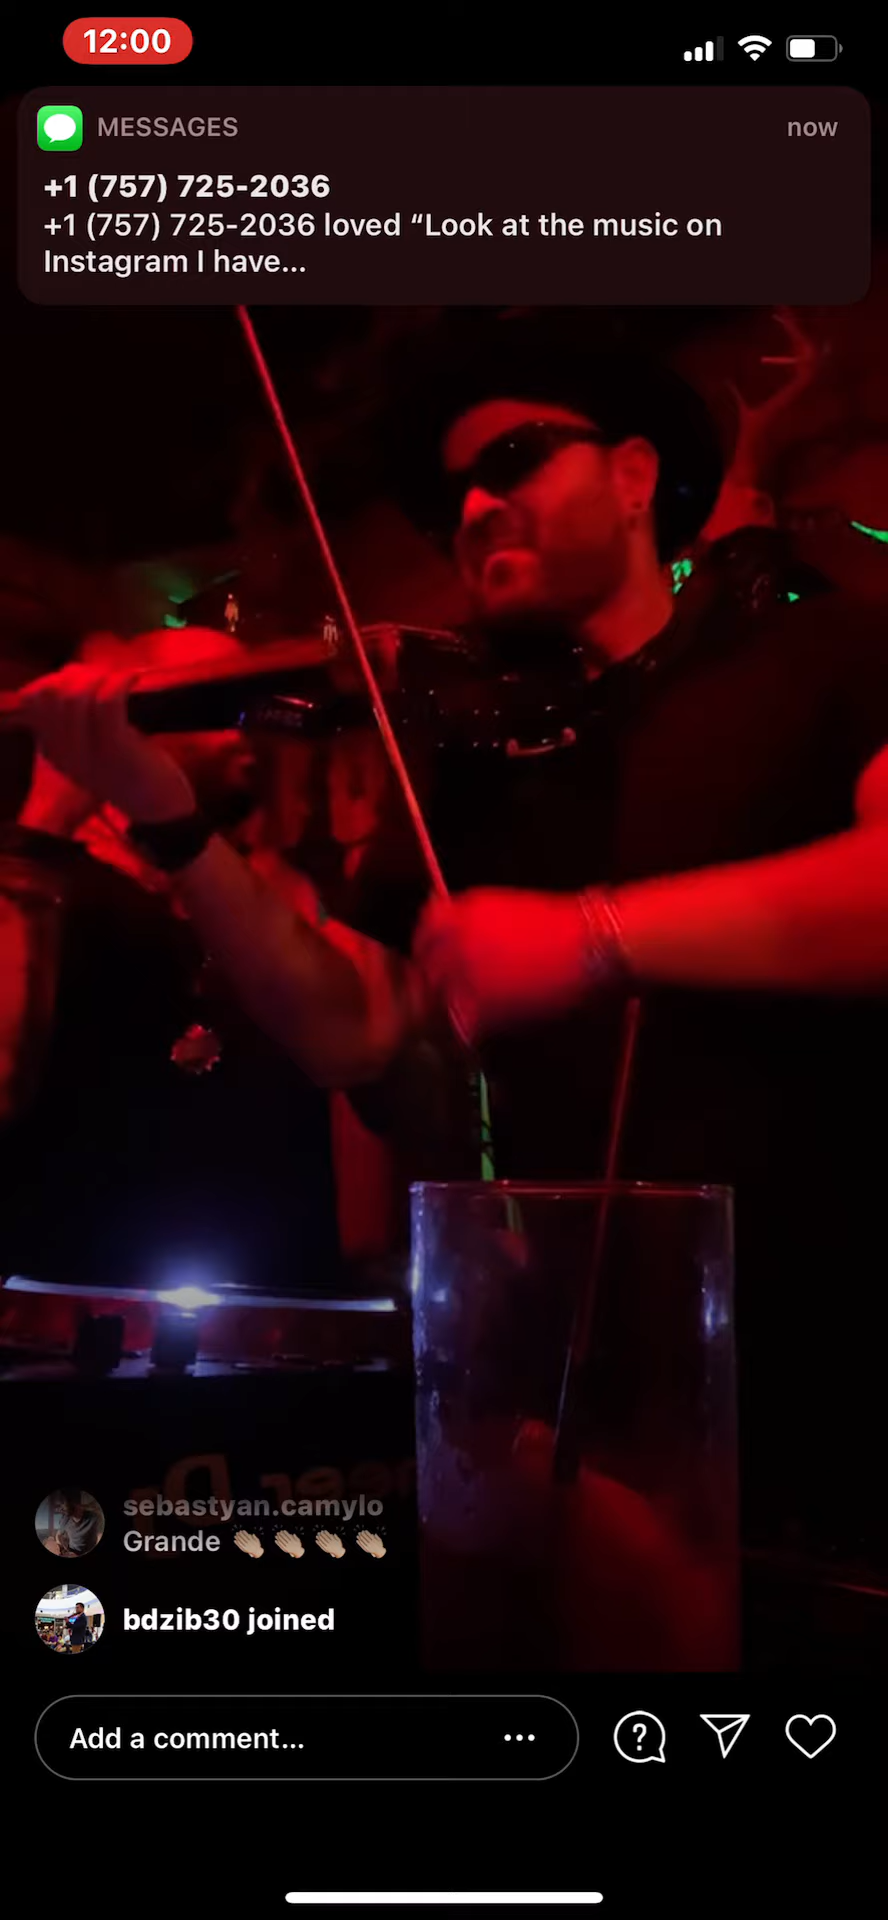 12:00
MESSAGES
now
+1 (757) 725-2036
+1 (757) 725-2036 loved “Look at the music on
Instagram I have...
sebastyan.camylo
Grande 👏🏼👏🏼👏🏼👏🏼
bdzib30 joined
Add a comment...